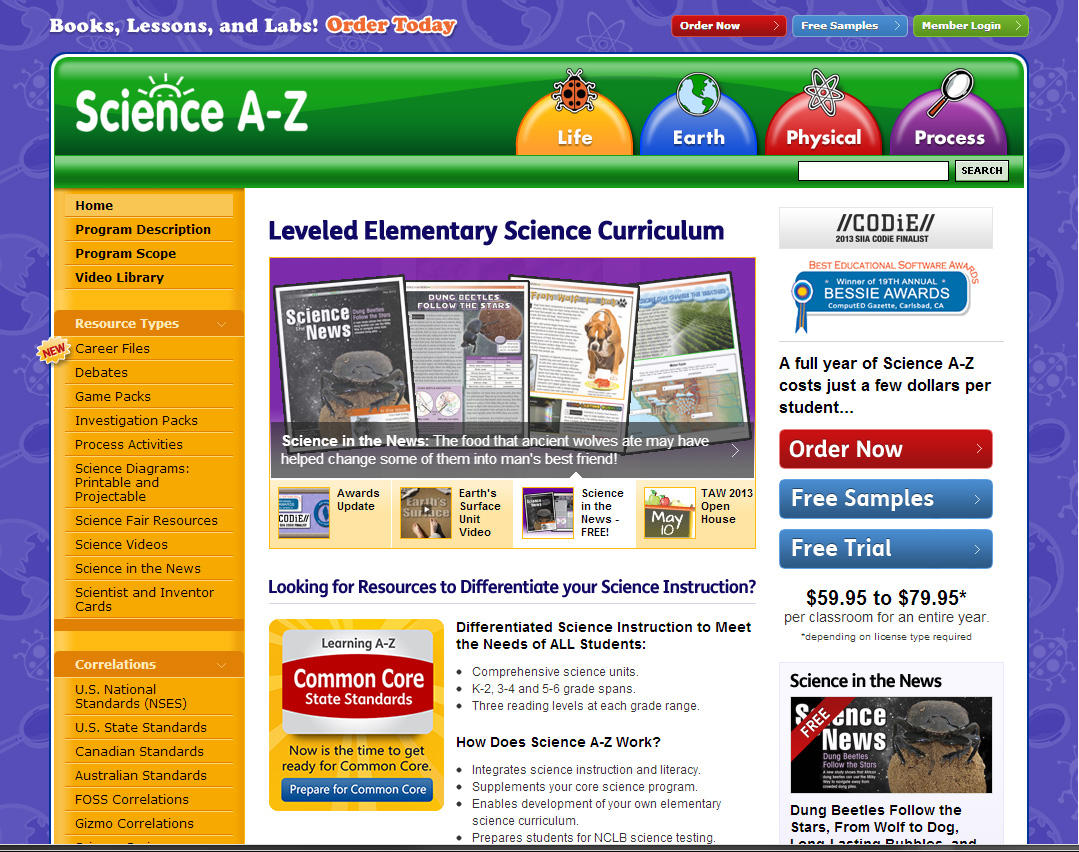 Books, Lessons, and Labs! Order Today
Order Now
Free Samples
Member Login
Science A-Z
Life
Earth
Physical
Process
SEARCH
Home
Program Description
Program Scope
Video Library
Resource Types
NEW
Career Files
Debates
Game Packs
Investigation Packs
Process Activities
Science Diagrams:
Printable and
Projectable
Science Fair Resources
Science Videos
Science in the News
Scientist and Inventor
Cards
Correlations
U.S. National
Standards (NSES)
U.S. State Standards
Canadian Standards
Australian Standards
FOSS Correlations
Gizmo Correlations
Leveled Elementary Science Curriculum
Science
in the
News
Dung Beetles
Follow the
Stars
DUNG BEETLES
FOLLOW THE STARS
From Wolf to
Science in the News: The food that ancient wolves ate may have
helped change some of them into man's best friend!
CODiE//
Awards
Update
Earth's
Surface
Earth's
Surface
Unit
Video
Science
in the
News -
FREE!
May
10
TAW 2013
Open
House
Looking for Resources to Differentiate your Science Instruction?
Learning A-Z
Common Core
State Standards
Now is the time to get
ready for Common Core.
Prepare for Common Core
Differentiated Science Instruction to Meet
the Needs of ALL Students:
Comprehensive science units.
K-2, 3-4 and 5-6 grade spans.
Three reading levels at each grade range.
How Does Science A-Z Work?
Integrates science instruction and literacy.
Supplements your core science program.
Enables development of your own elementary
science curriculum.
Prepares students for NCLB science testing.
//CODiE//
2013 SIIA CODiE FINALIST
BEST EDUCATIONAL SOFTWARE AWARDS
Winner of 19TH ANNUAL
BESSIE AWARDS
ComputED Gazette, Carlsbad, CA
A full year of Science A-Z
costs just a few dollars per
student...
Order Now
Free Samples
Free Trial
$59.95 to $79.95*
per classroom for an entire year.
*depending on license type required
Science in the News
FREE
Science
News
Dung Beetles
Follow the Stars
Dung Beetles Follow the
Stars, From Wolf to Dog,
Long-Lasting Bubbles, and